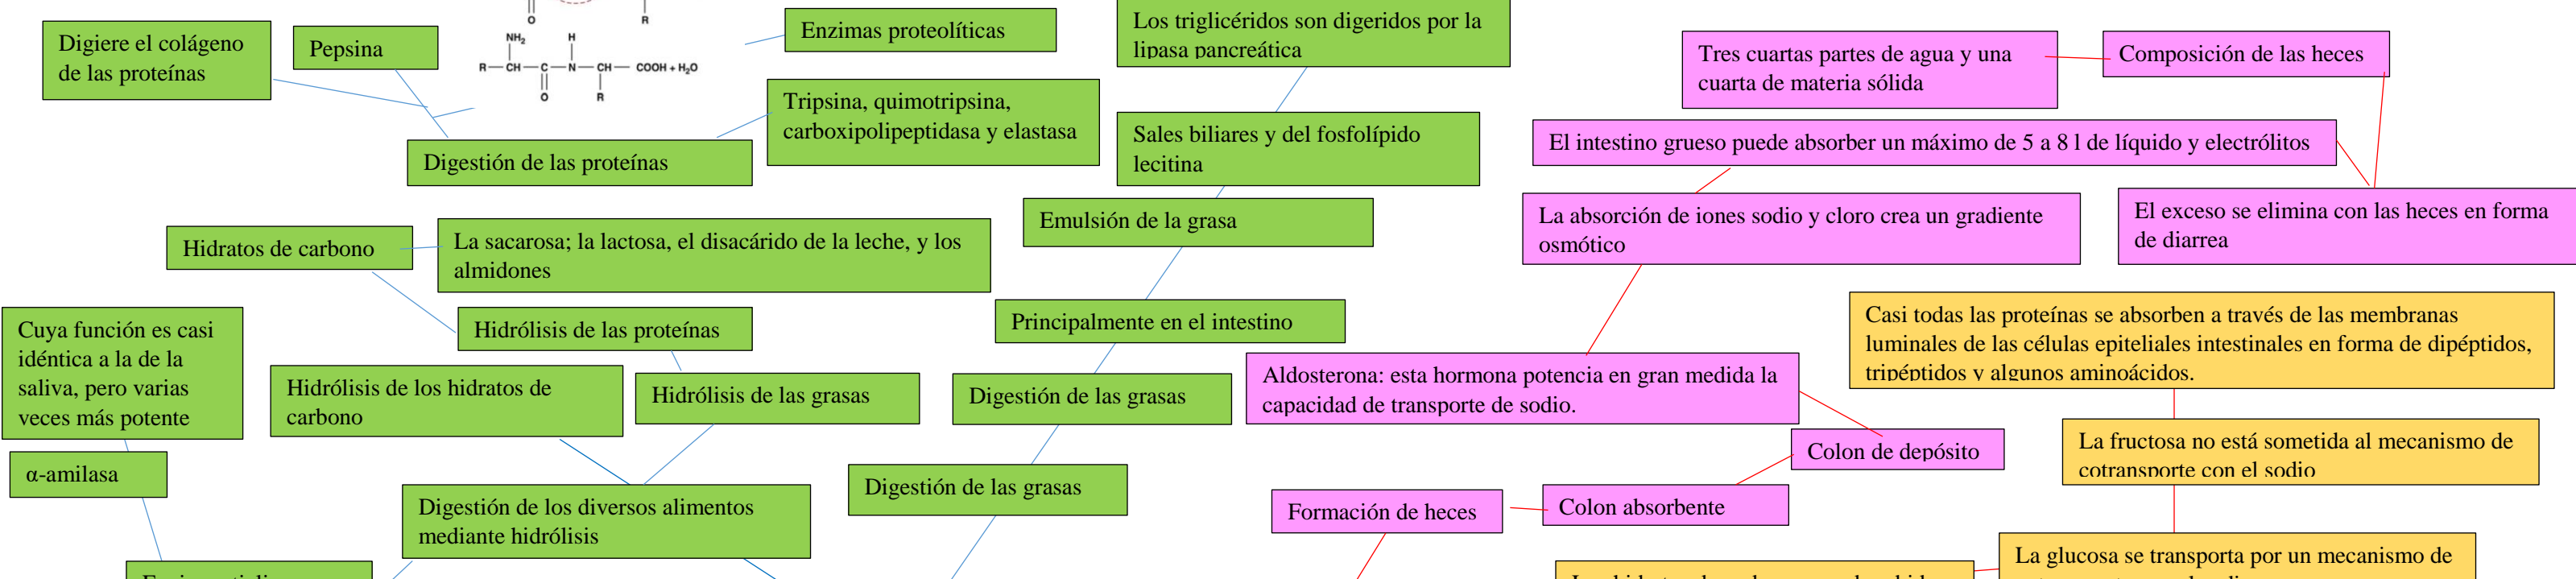 Digiere el colágeno
de las proteínas
Pepsina
O
R
NH2
H
R—CH—C—N—CH—COOH + H2O
O
R
Enzimas proteolíticas
Tripsina, quimotripsina,
carboxipolipeptidasa y elastasa
Digestión de las proteínas
Los triglicéridos son digeridos por la
lipasa pancreática
Sales biliares y del fosfolípido
lecitina
Emulsión de la grasa
Principalmente en el intestino
Digestión de las grasas
Digestión de las grasas
Hidratos de carbono
La sacarosa; la lactosa, el disacárido de la leche, y los
almidones
Hidrólisis de las proteínas
Hidrólisis de los hidratos de
carbono
Hidrólisis de las grasas
Cuya función es casi
idéntica a la de la
saliva, pero varias
veces más potente
α-amilasa
Digestión de los diversos alimentos
mediante hidrólisis
Tres cuartas partes de agua y una
cuarta de materia sólida
Composición de las heces
El intestino grueso puede absorber un máximo de 5 a 8 l de líquido y electrólitos
La absorción de iones sodio y cloro crea un gradiente
osmótico
El exceso se elimina con las heces en forma
de diarrea
Aldosterona: esta hormona potencia en gran medida la
capacidad de transporte de sodio.
Colon de depósito
Colon absorbente
Formación de heces
Casi todas las proteínas se absorben a través de las membranas
luminales de las células epiteliales intestinales en forma de dipéptidos,
tripéptidos y algunos aminoácidos.
La fructosa no está sometida al mecanismo de
cotransporte con el sodio
La glucosa se transporta por un mecanismo de